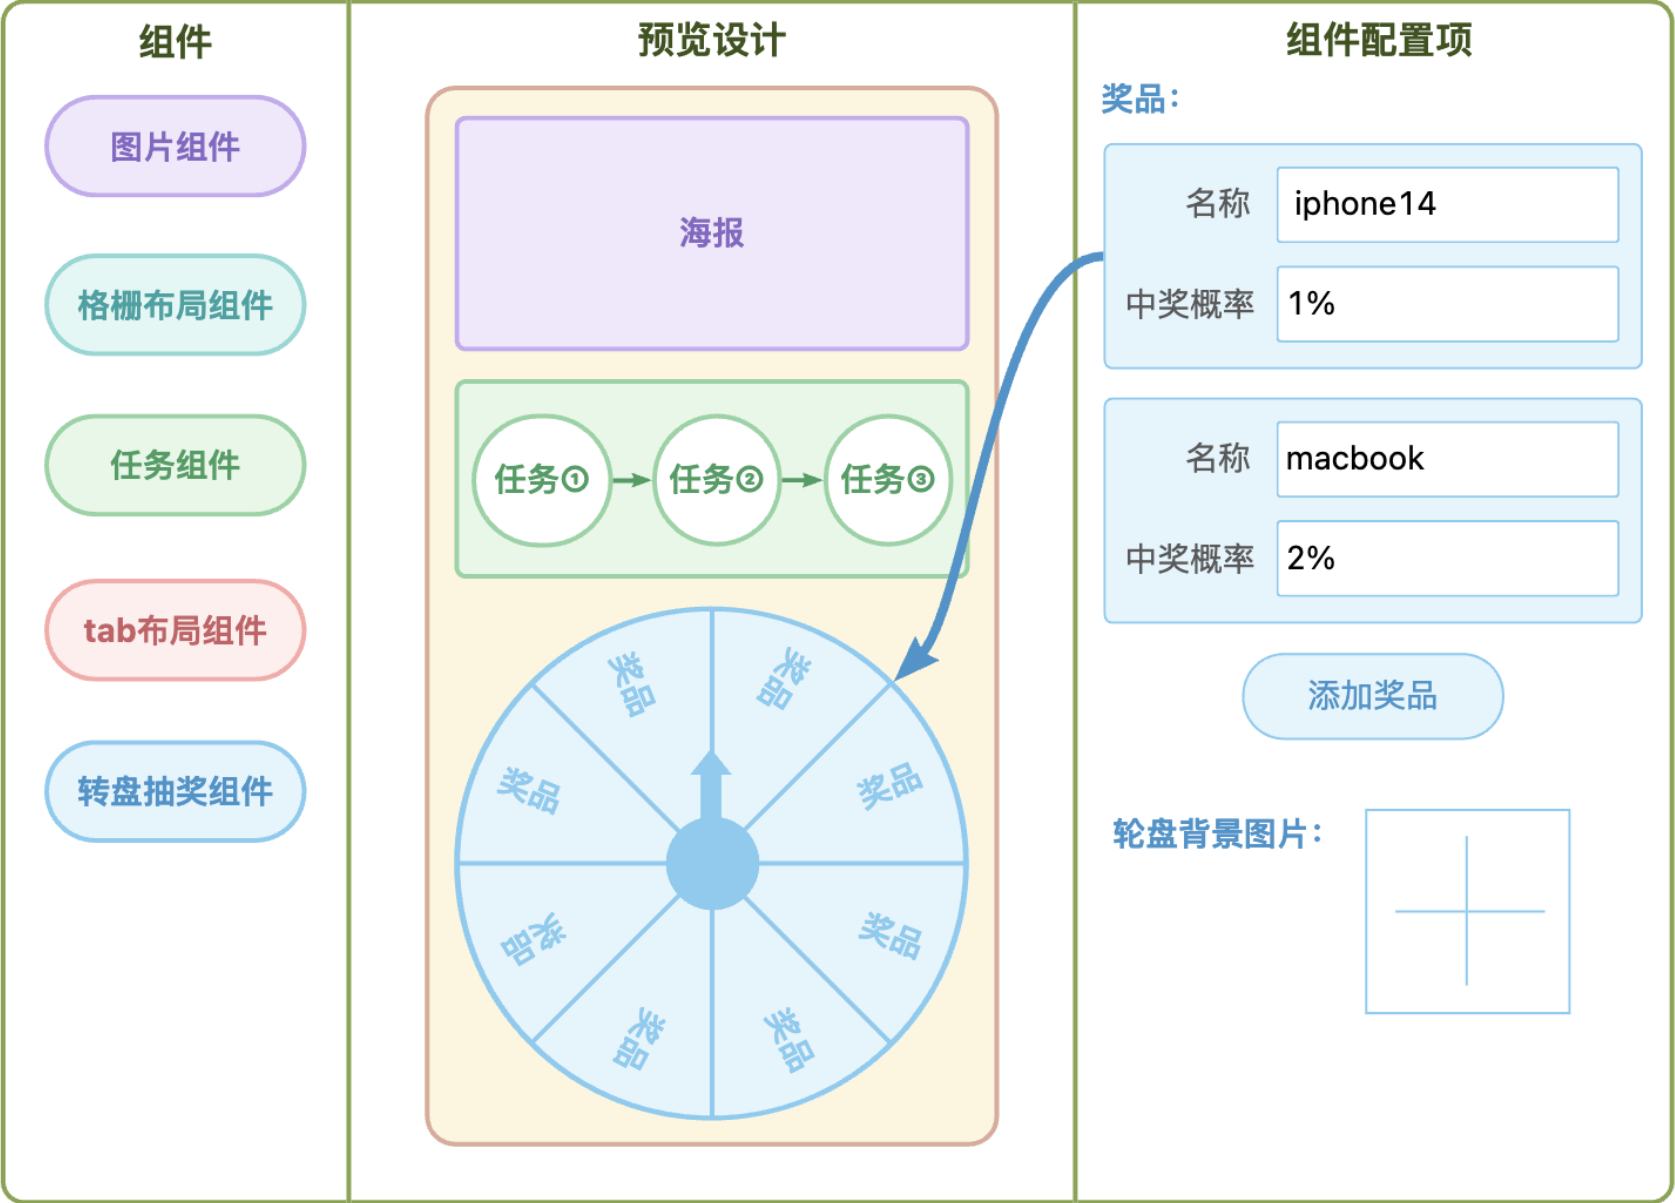 组件
图片组件
格栅布局组件
任务组件
tab布局组件
转盘抽奖组件
预览设计
海报
任务①
任务②
任务③
奖品
奖品
奖品
奖品
奖品
奖品
奖品
奖品
组件配置项
奖品：
名称
iphone14
中奖概率
1%
名称
macbook
中奖概率
2%
添加奖品
轮盘背景图片：